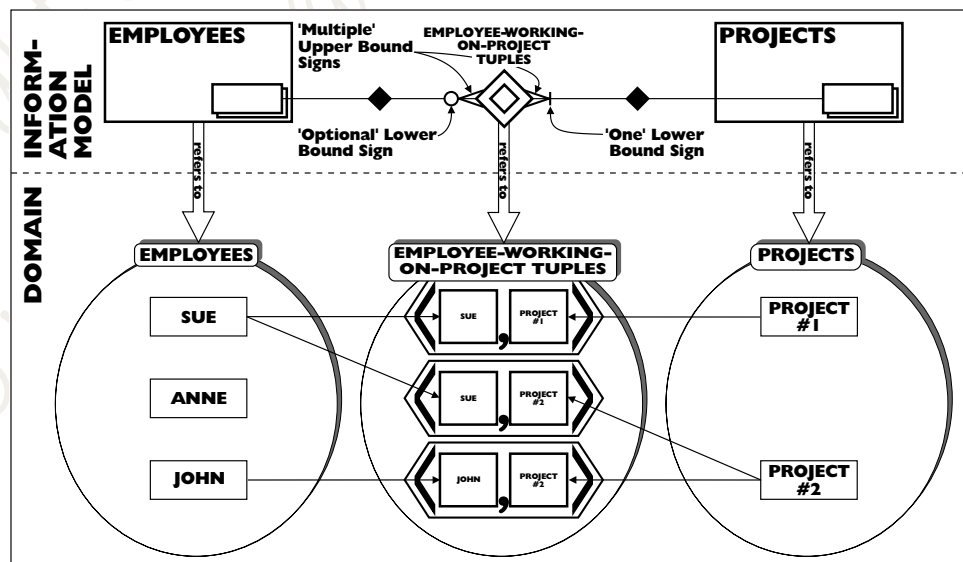 INFORM-
ATION
MODEL
EMPLOYEES
'Multiple'
Upper Bound
Signs
EMPLOYEE-WORKING-
ON-PROJECT
TUPLES
PROJECTS
'Optional' Lower
Bound Sign
'One' Lower
Bound Sign
refers to
refers to
refers to
DOMAIN
EMPLOYEES
EMPLOYEE-WORKING-
ON-PROJECT TUPLES
PROJECTS
SUE
SUE
,
PROJECT
#1
PROJECT
#1
ANNE
SUE
,
PROJECT
#2
JOHN
JOHN
,
PROJECT
#2
PROJECT
#2